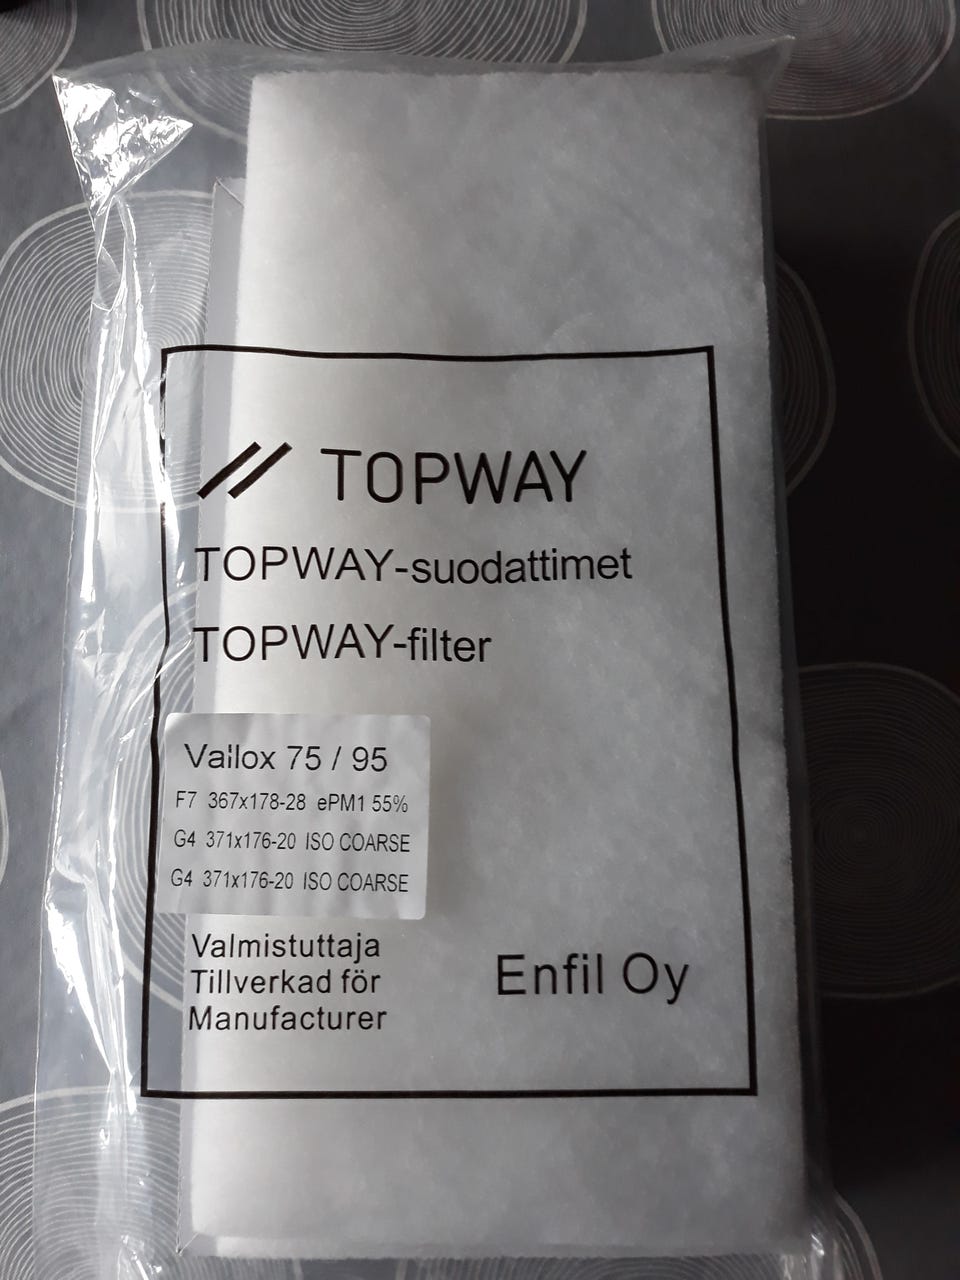 TOPWAY
TOPWAY-suodattimet
TOPWAY-filter
Vallox 75 / 95
F7 367x178-28 ePM1 55%
G4 371x176-20 ISO COARSE
G4 371x176-20 ISO COARSE
Valmistuttaja
Tillverkad för
Manufacturer
Enfil Oy